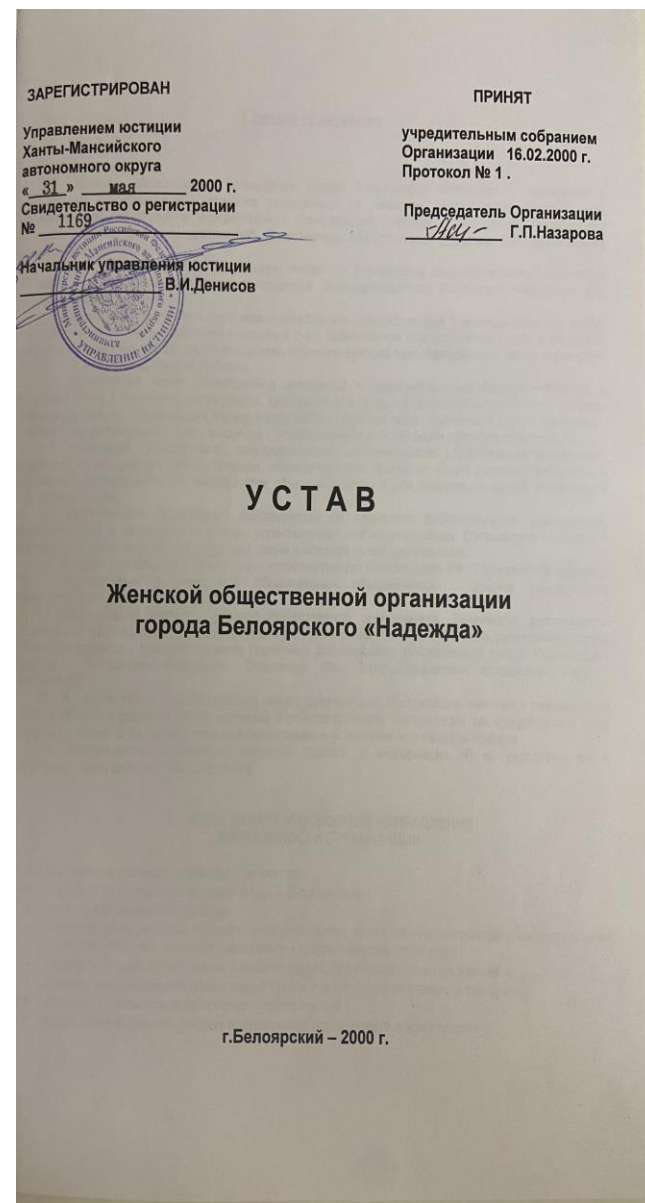 ЗАРЕГИСТРИРОВАН
Управлением юстиции
Ханты-Мансийского
автономного округа
« 31 » мая 2000 г.
Свидетельство о регистрации
№ 1169
Начальник управления юстиции
В.И.Денисов
УПРАВЛЕНИЕ ЮСТИЦИИ
ПРИНЯТ
учредительным собранием
Организации 16.02.2000 г.
Протокол № 1 .
Председатель Организации
Г.П.Назарова
У С Т А В
Женской общественной организации
города Белоярского «Надежда»
г.Белоярский – 2000 г.